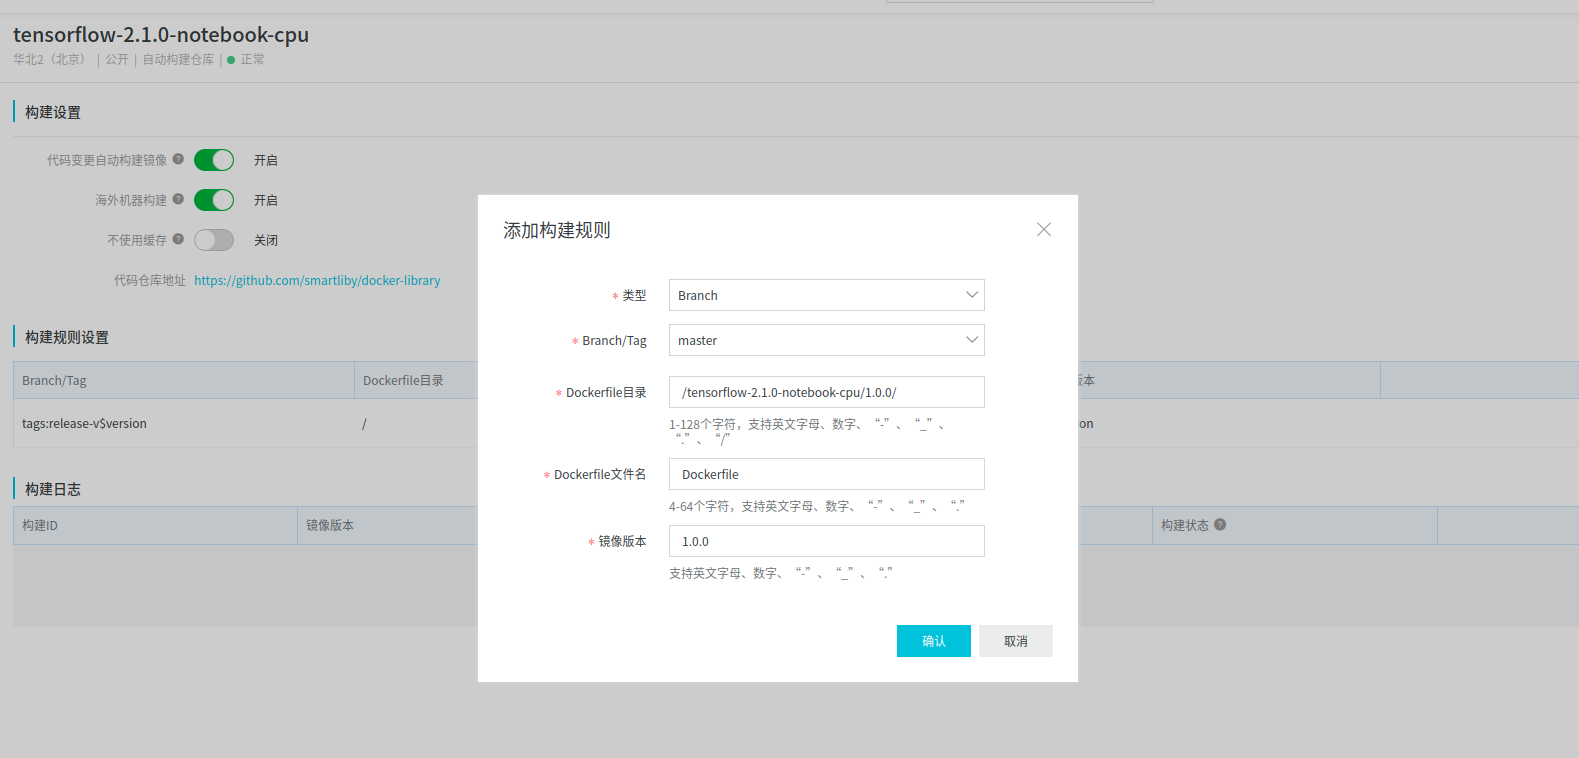 tensorflow-2.1.0-notebook-cpu
华北2（北京） | 公开 | 自动构建仓库 | 正常
构建设置
代码变更自动构建镜像 ? 开启
海外机器构建 ? 开启
不使用缓存 ? 关闭
代码仓库地址 https://github.com/smartliby/docker-library
构建规则设置
Branch/Tag Dockerfile目录 版本
tags:release-v$version / on
构建日志
构建ID 镜像版本 构建状态 ?
添加构建规则
* 类型 Branch
* Branch/Tag master
* Dockerfile目录 /tensorflow-2.1.0-notebook-cpu/1.0.0/
1-128个字符，支持英文字母、数字、“-”、“_”、
“.”、“/”
* Dockerfile文件名 Dockerfile
4-64个字符，支持英文字母、数字、“-”、“_”、“.”
* 镜像版本 1.0.0
支持英文字母、数字、“-”、“_”、“.”
确认 取消